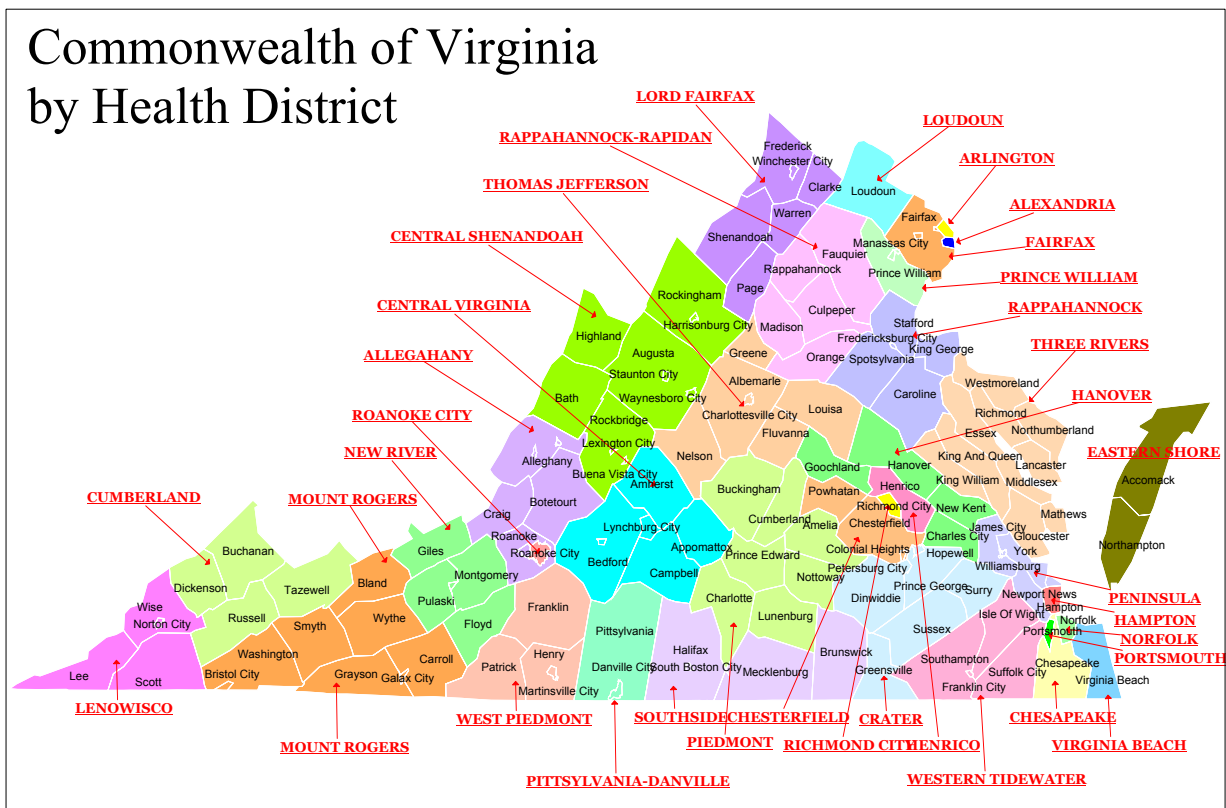 Commonwealth of Virginia
by Health District
LORD FAIRFAX
RAPPAHANNOCK-RAPIDAN
THOMAS JEFFERSON
CENTRAL SHENANDOAH
CENTRAL VIRGINIA
ALLEGAHANY
ROANOKE CITY
NEW RIVER
MOUNT ROGERS
CUMBERLAND
LOUDOUN
ARLINGTON
ALEXANDRIA
FAIRFAX
PRINCE WILLIAM
RAPPAHANNOCK
THREE RIVERS
HANOVER
EASTERN SHORE
Frederick
Winchester City
Clarke
Loudoun
Warren
Shenandoah
Fairfax
Manassas City
Fauquier
Rappahannock
Prince William
Page
Rockingham
Culpeper
Harrisonburg City
Madison
Stafford
Highland
Fredericksburg City
King George
Augusta
Greene
Orange
Spotsylvania
Staunton City
Albemarle
Westmoreland
Bath
Waynesboro City
Caroline
Charlottesville City
Louisa
Richmond
Rockbridge
Fluvanna
Essex
Northumberland
Lexington City
Nelson
Hanover
King And Queen
Lancaster
Alleghany
Goochland
Buena Vista City
Amherst
Henrico
King William
Middlesex
Accomack
Buckingham
Powhatan
Botetourt
Richmond City
New Kent
Mathews
Craig
Cumberland
Amelia
Chesterfield
James City
Lynchburg City
Charles City
Gloucester
Roanoke
Roanoke City
Appomattox
Prince Edward
Colonial Heights
Hopewell
York
Northampton
Buchanan
Giles
Bedford
Petersburg City
Williamsburg
Montgomery
Campbell
Nottoway
Prince George
Surry
Dickenson
Tazewell
Bland
Dinwiddie
Newport News
Wise
Pulaski
Charlotte
Hampton
Norton City
Russell
Smyth
Wythe
Floyd
Franklin
Lunenburg
Isle Of Wight
Norfolk
Pittsylvania
Sussex
Portsmouth
Washington
Carroll
Halifax
Brunswick
Southampton
Chesapeake
Lee
Scott
Bristol City
Grayson
Galax City
Patrick
Henry
Danville City
South Boston City
Mecklenburg
Greensville
Suffolk City
Virginia Beach
Martinsville City
Franklin City
PENINSULA
HAMPTON
NORFOLK
PORTSMOUTH
LENOWISCO
MOUNT ROGERS
WEST PIEDMONT
PITTSYLVANIA-DANVILLE
SOUTHSIDE
CHESTERFIELD
PIEDMONT
RICHMOND CITY
HENRICO
CRATER
WESTERN TIDEWATER
CHESAPEAKE
VIRGINIA BEACH